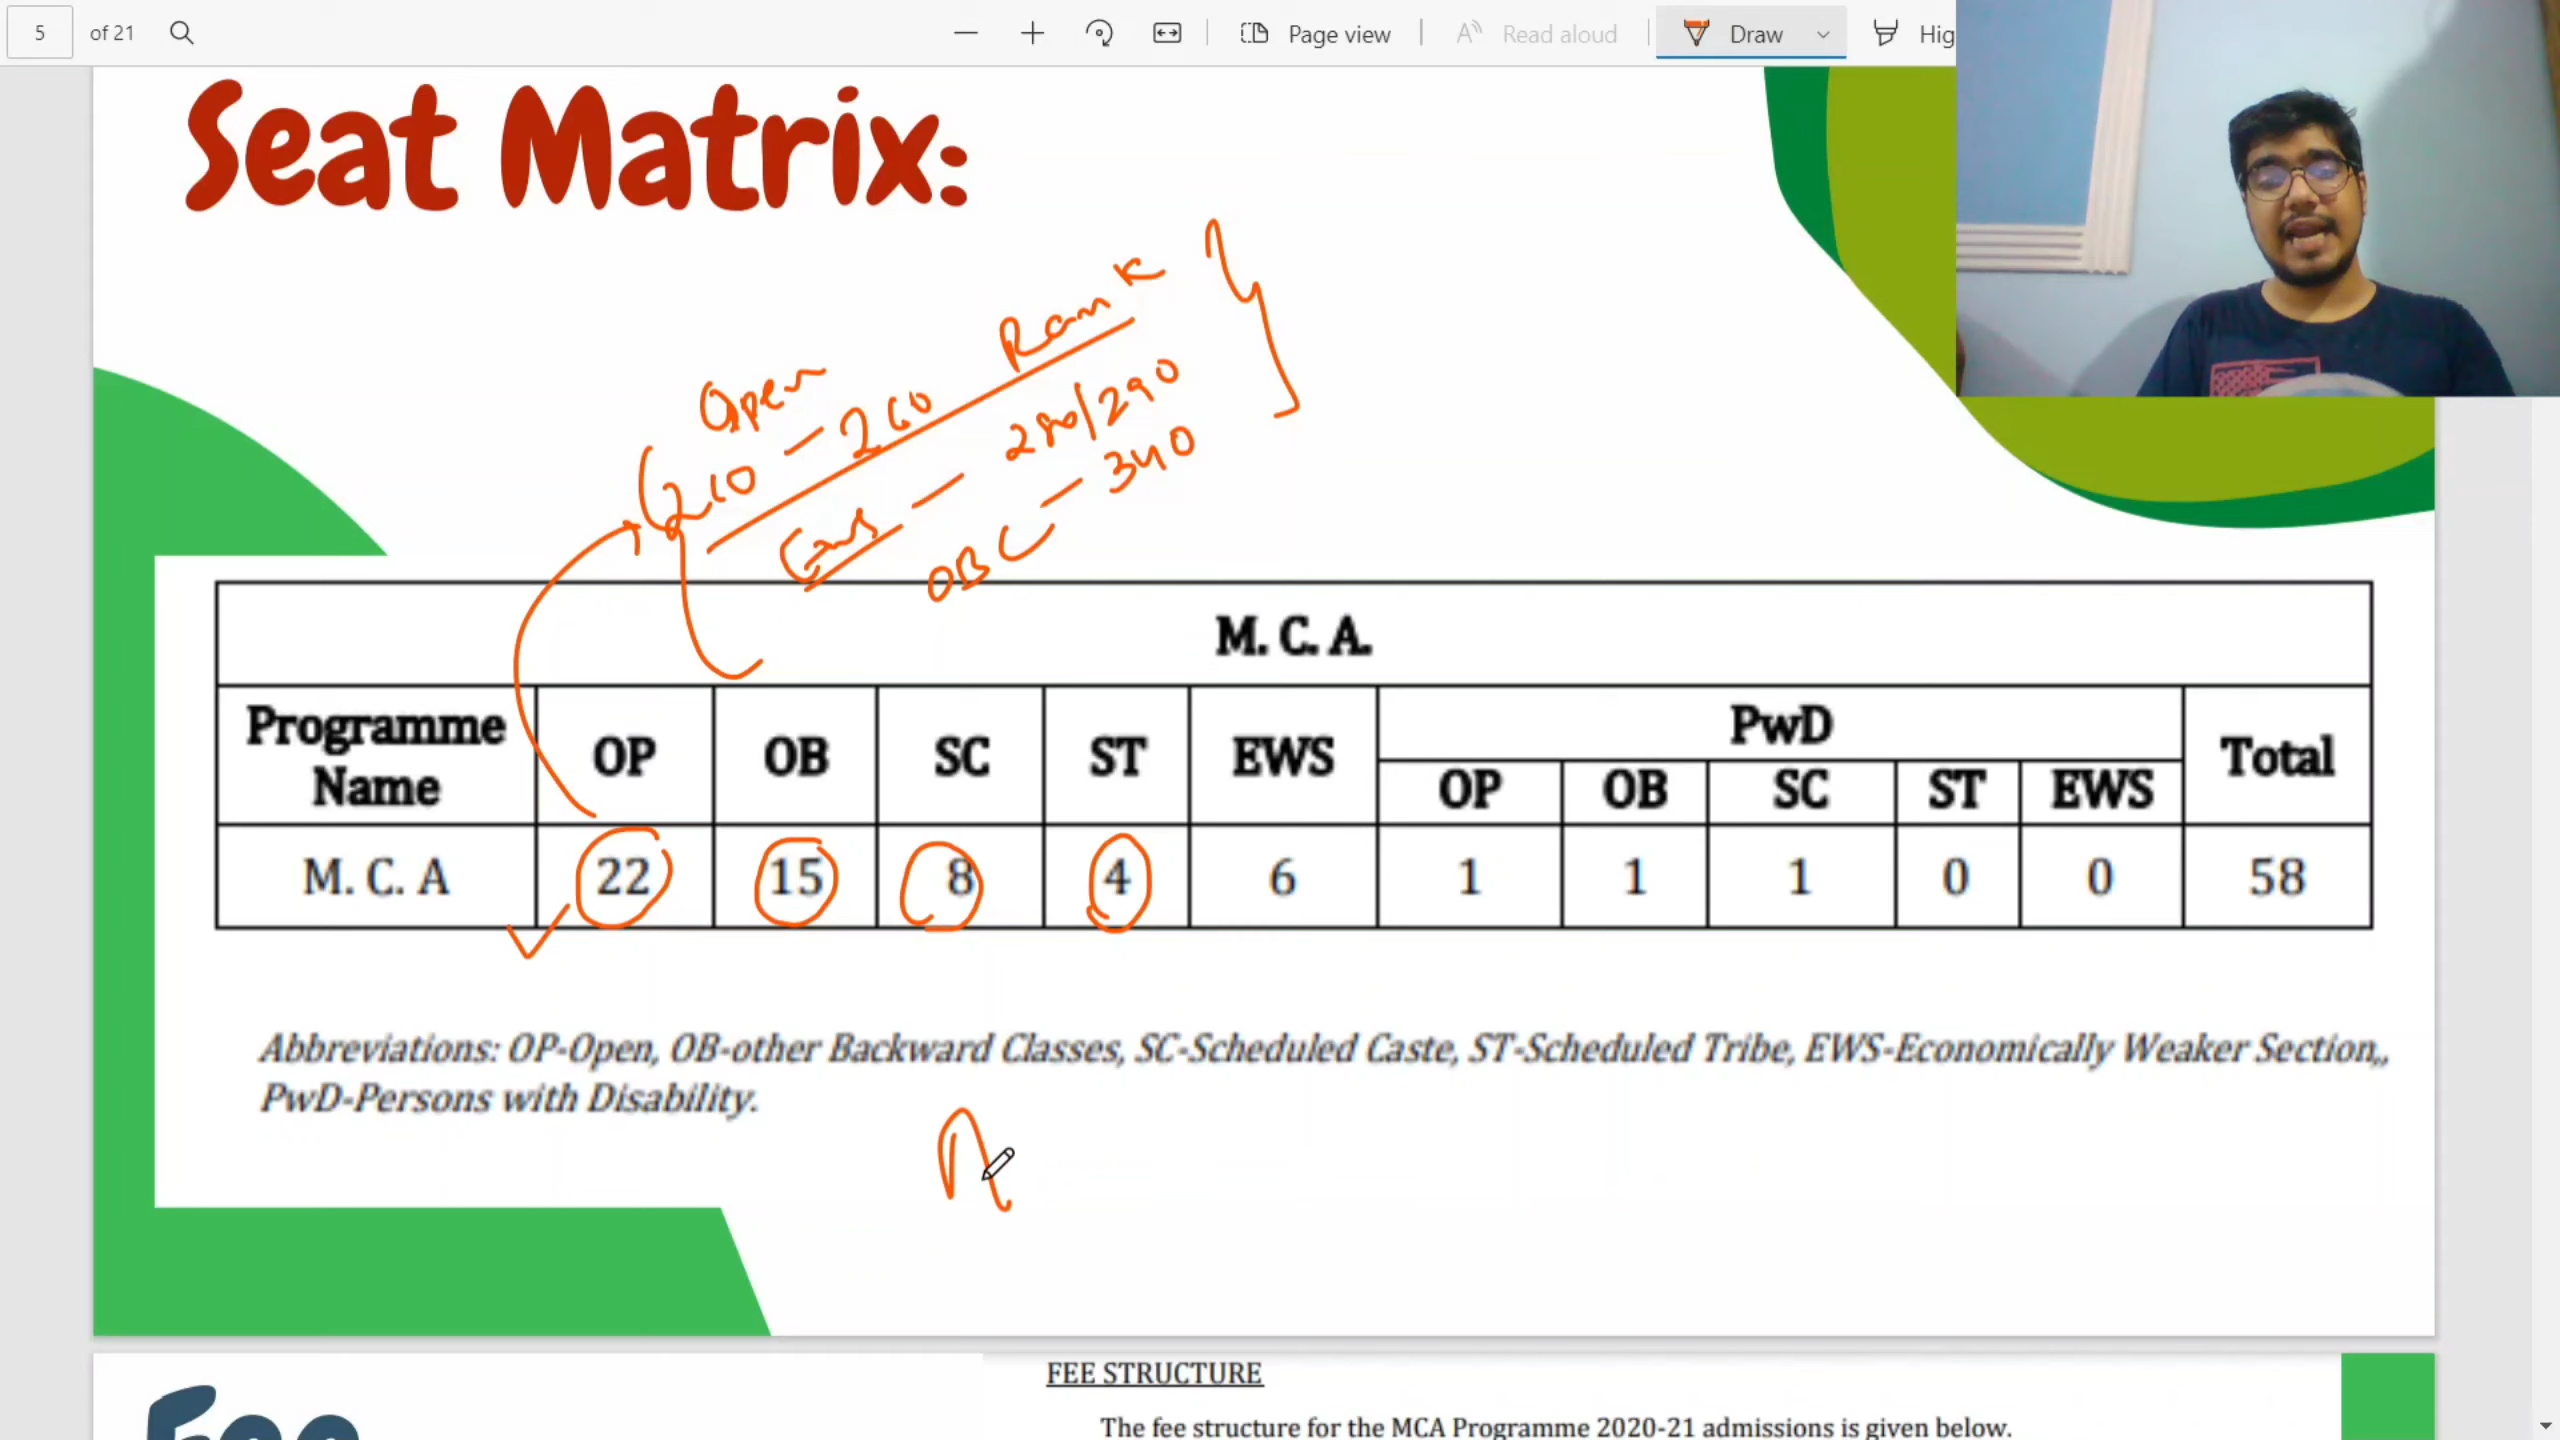 5 of 21 Page view Read aloud Draw Hig
Seat Matrix:
Open
210 - 260 Rank
Ews - 280/290
OBC - 340
M. C. A.
Programme Name OP OB SC ST EWS PwD Total
OP OB SC ST EWS
M. C. A 22 15 8 4 6 1 1 1 0 0 58
Abbreviations: OP-Open, OB-other Backward Classes, SC-Scheduled Caste, ST-Scheduled Tribe, EWS-Economically Weaker Section,,
PwD-Persons with Disability.
FEE STRUCTURE
The fee structure for the MCA Programme 2020-21 admissions is given below.